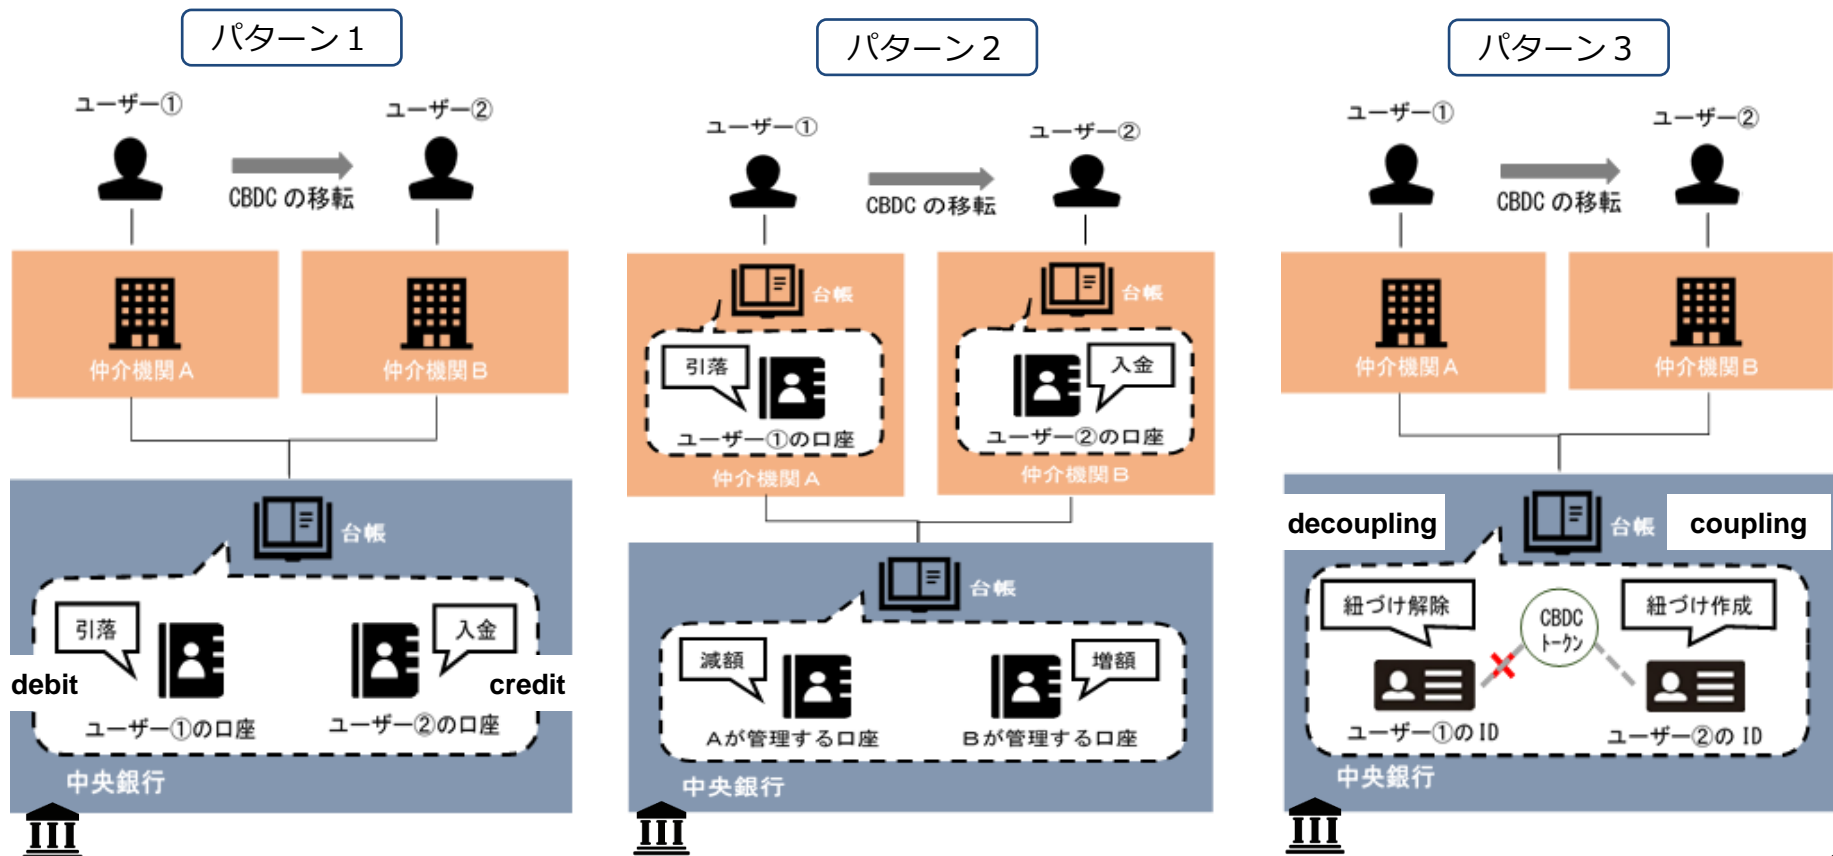 パターン１
ユーザー①
ユーザー②
CBDC の移転
仲介機関Ａ
仲介機関Ｂ
台帳
引落
入金
debit
credit
ユーザー①の口座
ユーザー②の口座
中央銀行
パターン２
ユーザー①
ユーザー②
CBDC の移転
台帳
台帳
引落
入金
ユーザー①の口座
ユーザー②の口座
仲介機関Ａ
仲介機関Ｂ
台帳
減額
増額
Ａが管理する口座
Ｂが管理する口座
中央銀行
パターン３
ユーザー①
ユーザー②
CBDC の移転
仲介機関Ａ
仲介機関Ｂ
decoupling
台帳
coupling
紐づけ解除
CBDC
トークン
紐づけ作成
ユーザー①の ID
ユーザー②の ID
中央銀行